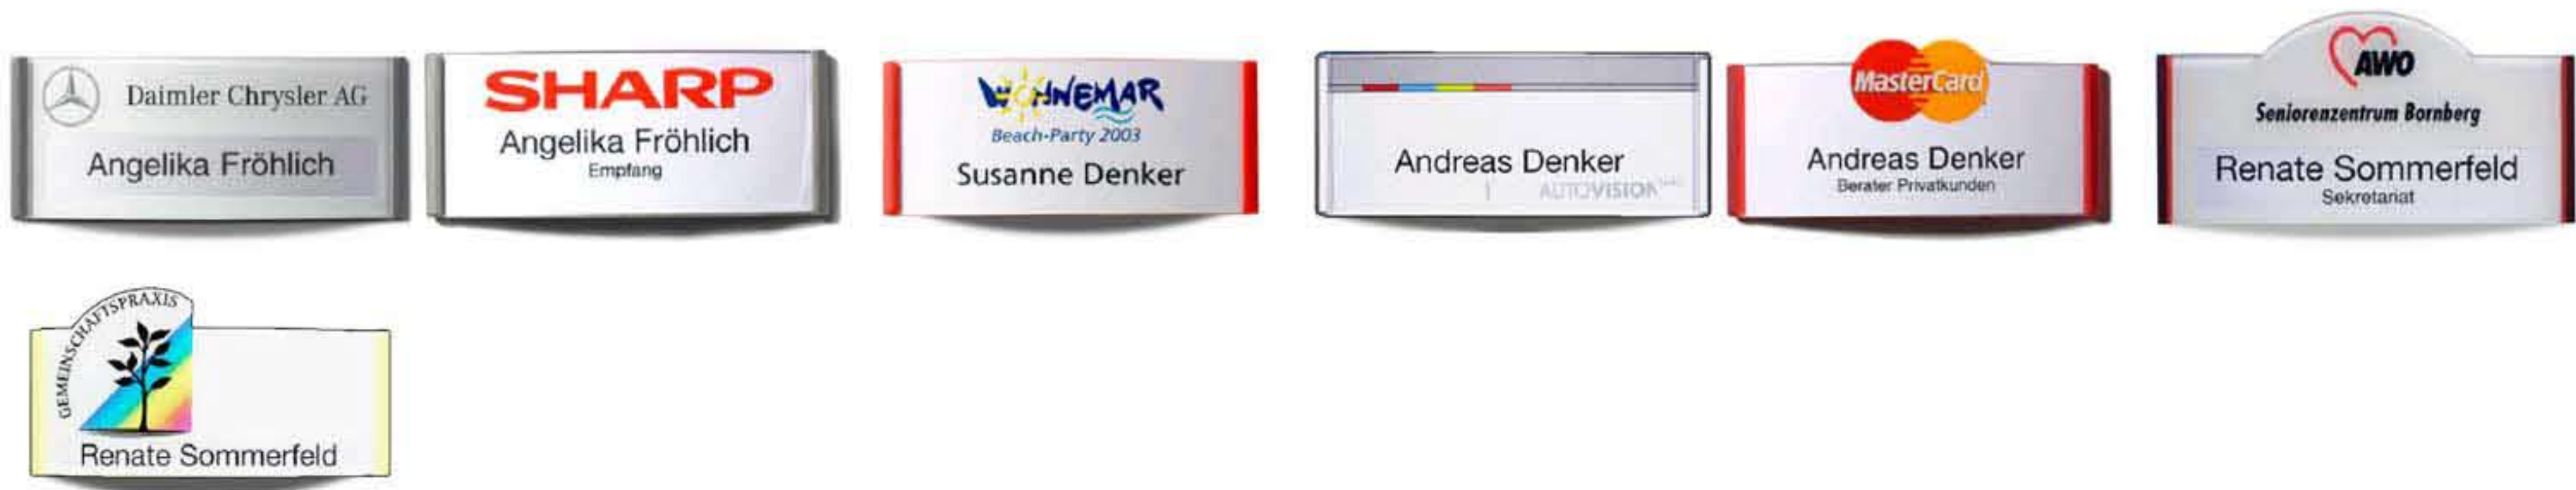 Daimler Chrysler AG
Angelika Fröhlich
SHARP
Angelika Fröhlich
Empfang
WONNEMAR
Beach-Party 2003
Susanne Denker
Andreas Denker
AUTOVISION
MasterCard
Andreas Denker
Berater Privatkunden
AWO
Seniorenzentrum Bornberg
Renate Sommerfeld
Sekretariat
GEMEINSCHAFTSPRAXIS
Renate Sommerfeld